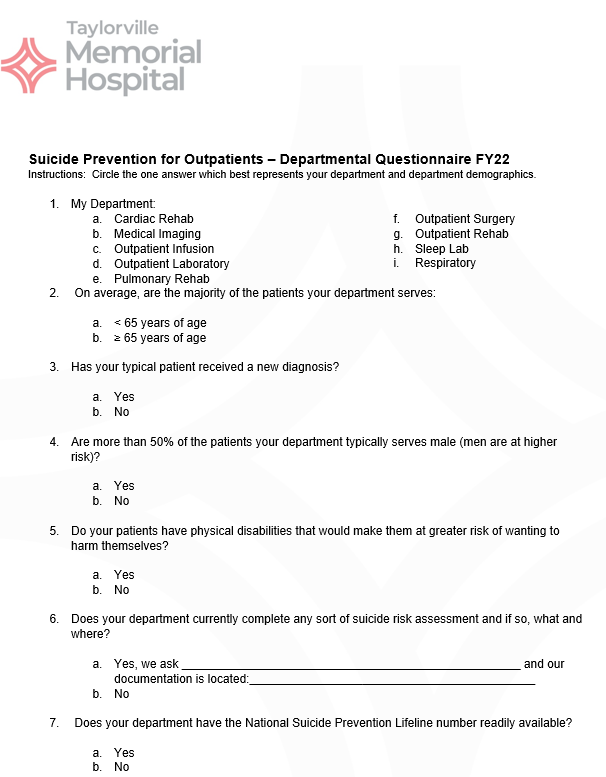 Taylorville
Memorial
Hospital
Suicide Prevention for Outpatients – Departmental Questionnaire FY22
Instructions: Circle the one answer which best represents your department and department demographics.
1. My Department:
a. Cardiac Rehab
b. Medical Imaging
c. Outpatient Infusion
d. Outpatient Laboratory
e. Pulmonary Rehab
f. Outpatient Surgery
g. Outpatient Rehab
h. Sleep Lab
i. Respiratory
2. On average, are the majority of the patients your department serves:
a. < 65 years of age
b. ≥ 65 years of age
3. Has your typical patient received a new diagnosis?
a. Yes
b. No
4. Are more than 50% of the patients your department typically serves male (men are at higher
risk)?
a. Yes
b. No
5. Do your patients have physical disabilities that would make them at greater risk of wanting to
harm themselves?
a. Yes
b. No
6. Does your department currently complete any sort of suicide risk assessment and if so, what and
where?
a. Yes, we ask ______________________________ and our
documentation is located:______________________________
b. No
7. Does your department have the National Suicide Prevention Lifeline number readily available?
a. Yes
b. No